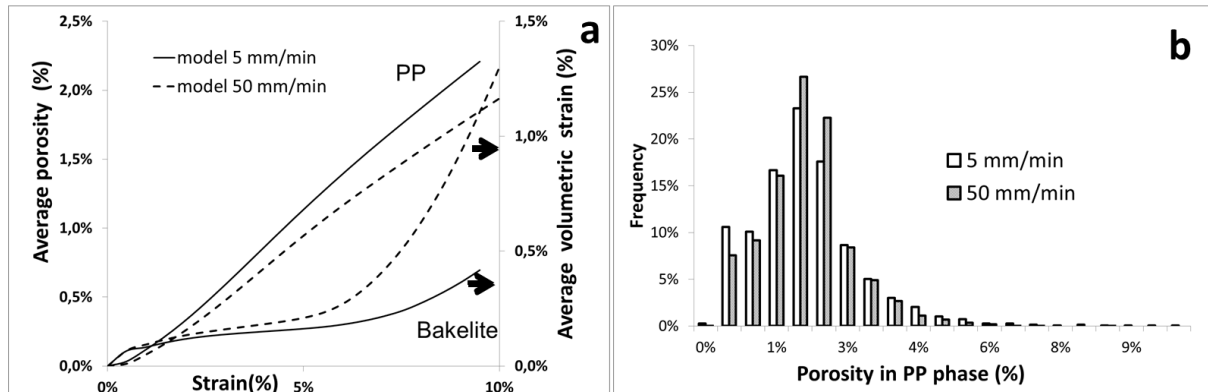 a
2,5%
2,0%
1,5%
1,0%
0,5%
0,0%
Average porosity (%)
model 5 mm/min
model 50 mm/min
PP
Bakelite
1,5%
1,0%
0,5%
0,0%
Average volumetric strain (%)
0%
5%
10%
Strain(%)
b
30%
25%
20%
15%
10%
5%
0%
Frequency
5 mm/min
50 mm/min
0%
1%
3%
4%
6%
8%
9%
Porosity in PP phase (%)